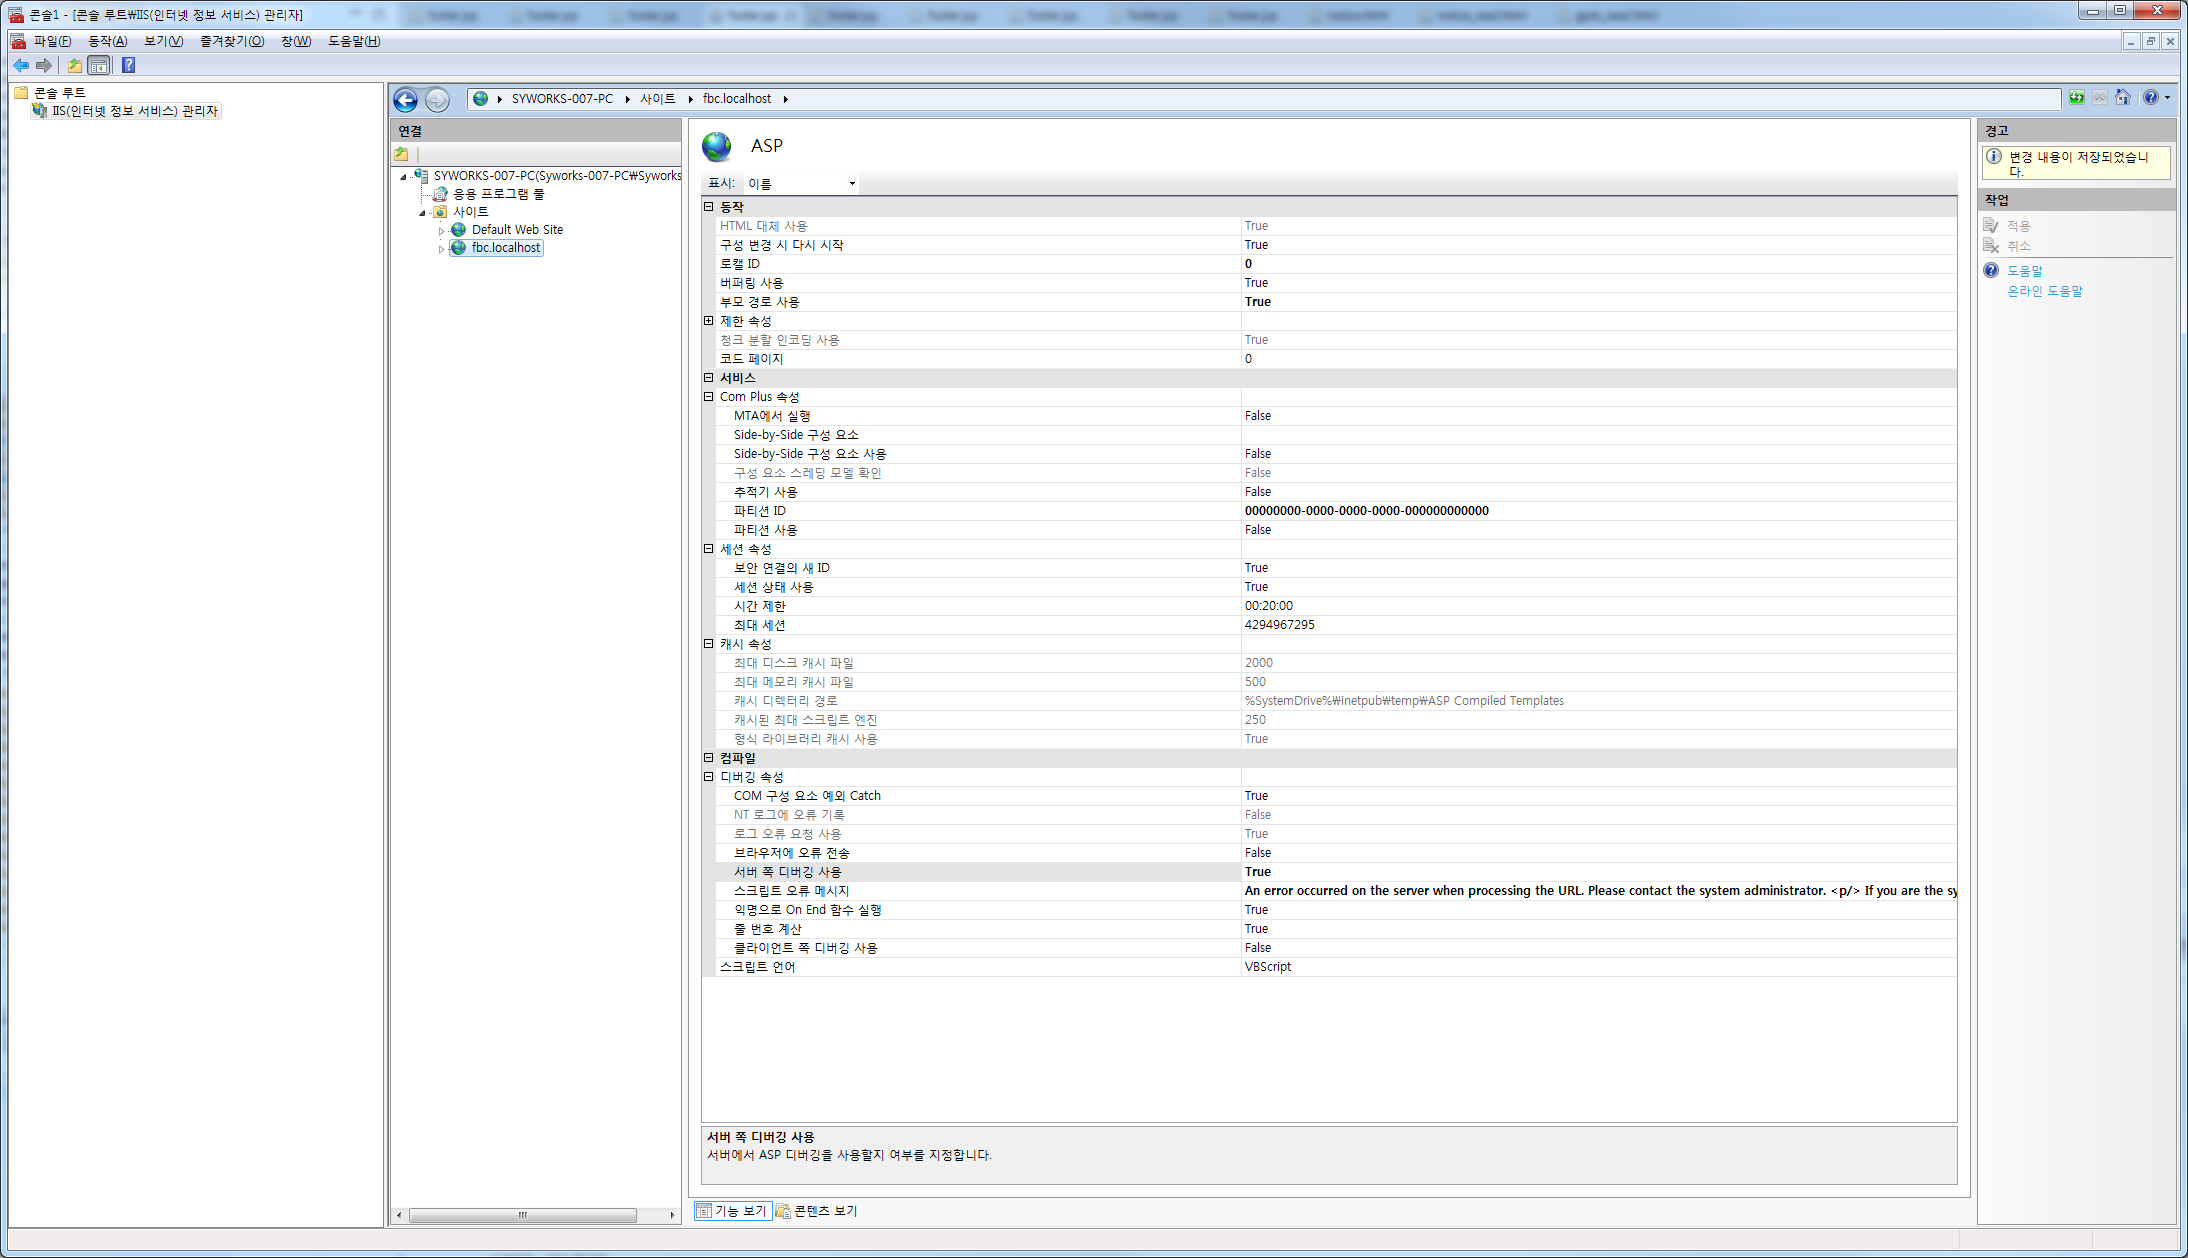 콘솔1 - [콘솔 루트₩IIS(인터넷 정보 서비스) 관리자]
파일(F) 동작(A) 보기(V) 즐겨찾기(O) 창(W) 도움말(H)
콘솔 루트
IIS(인터넷 정보 서비스) 관리자
SYWORKS-007-PC 사이트 fbc.localhost
연결
SYWORKS-007-PC(Syworks-007-PC₩Syworks
응용 프로그램 풀
사이트
Default Web Site
fbc.localhost
ASP
표시: 이름
동작
HTML 대체 사용 True
구성 변경 시 다시 시작 True
로캘 ID 0
버퍼링 사용 True
부모 경로 사용 True
제한 속성
청크 분할 인코딩 사용 True
코드 페이지 0
서비스
Com Plus 속성
MTA에서 실행 False
Side-by-Side 구성 요소
Side-by-Side 구성 요소 사용 False
구성 요소 스레딩 모델 확인 False
추적기 사용 False
파티션 ID 00000000-0000-0000-0000-000000000000
파티션 사용 False
세션 속성
보안 연결의 새 ID True
세션 상태 사용 True
시간 제한 00:20:00
최대 세션 4294967295
캐시 속성
최대 디스크 캐시 파일 2000
최대 메모리 캐시 파일 500
캐시 디렉터리 경로 %SystemDrive%₩inetpub₩temp₩ASP Compiled Templates
캐시된 최대 스크립트 엔진 250
형식 라이브러리 캐시 사용 True
컴파일
디버깅 속성
COM 구성 요소 예외 Catch True
NT 로그에 오류 기록 False
로그 오류 요청 사용 True
브라우저에 오류 전송 False
서버 쪽 디버깅 사용 True
스크립트 오류 메시지 An error occurred on the server when processing the URL. Please contact the system administrator. <p/> If you are the sy
익명으로 On End 함수 실행 True
줄 번호 계산 True
클라이언트 쪽 디버깅 사용 False
스크립트 언어 VBScript
서버 쪽 디버깅 사용
서버에서 ASP 디버깅을 사용할지 여부를 지정합니다.
기능 보기 콘텐츠 보기
경고
변경 내용이 저장되었습니
다.
작업
적용
취소
도움말
온라인 도움말